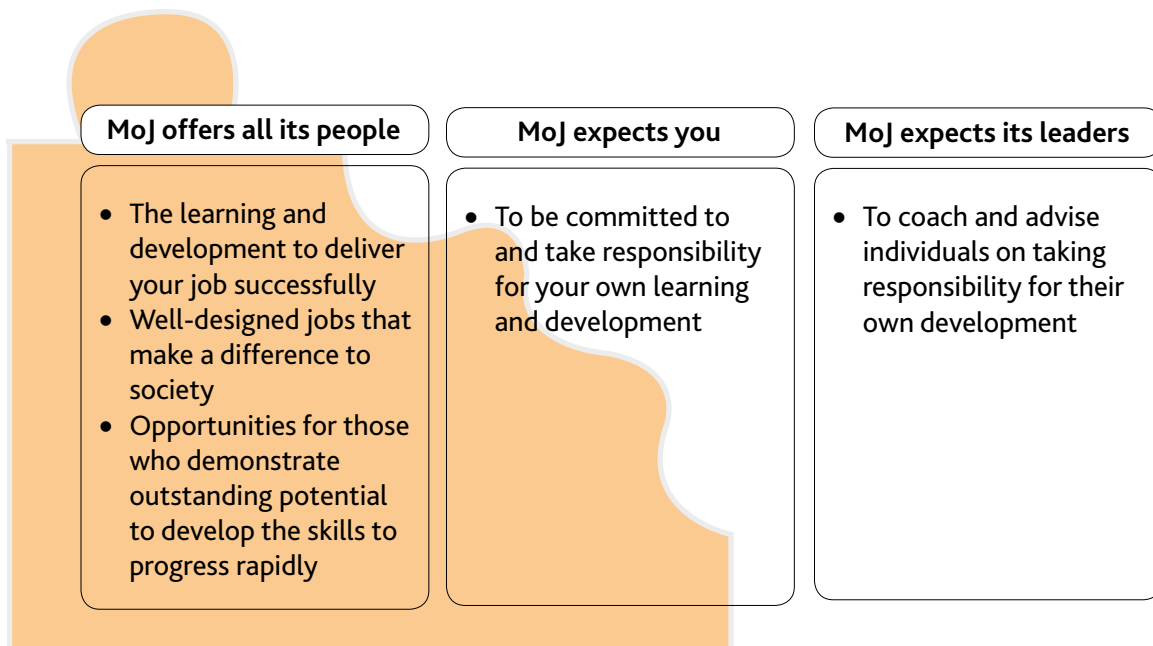 MoJ offers all its people
• The learning and
development to deliver
your job successfully
• Well-designed jobs that
make a difference to
society
• Opportunities for those
who demonstrate
outstanding potential
to develop the skills to
progress rapidly
MoJ expects you
• To be committed to
and take responsibility
for your own learning
and development
MoJ expects its leaders
• To coach and advise
individuals on taking
responsibility for their
own development